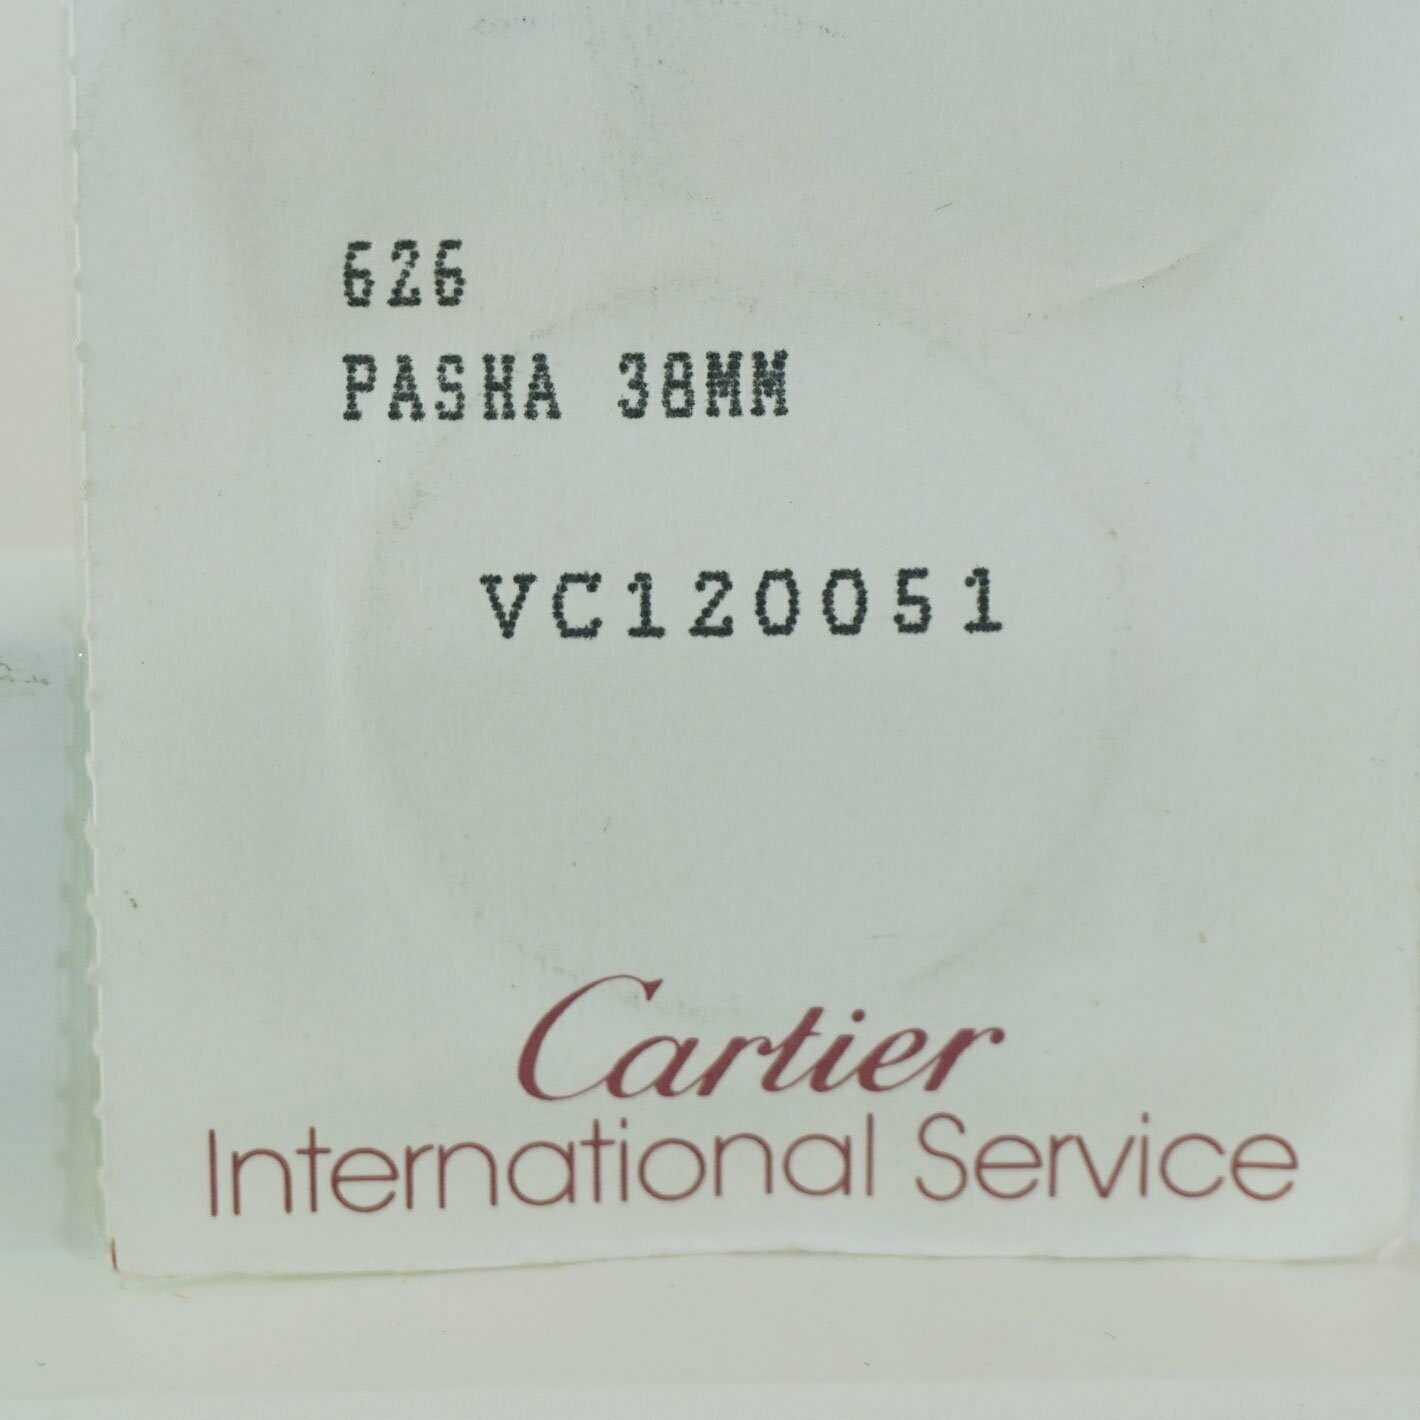 626
PASHA 38MM
VC120051
Cartier
International Service